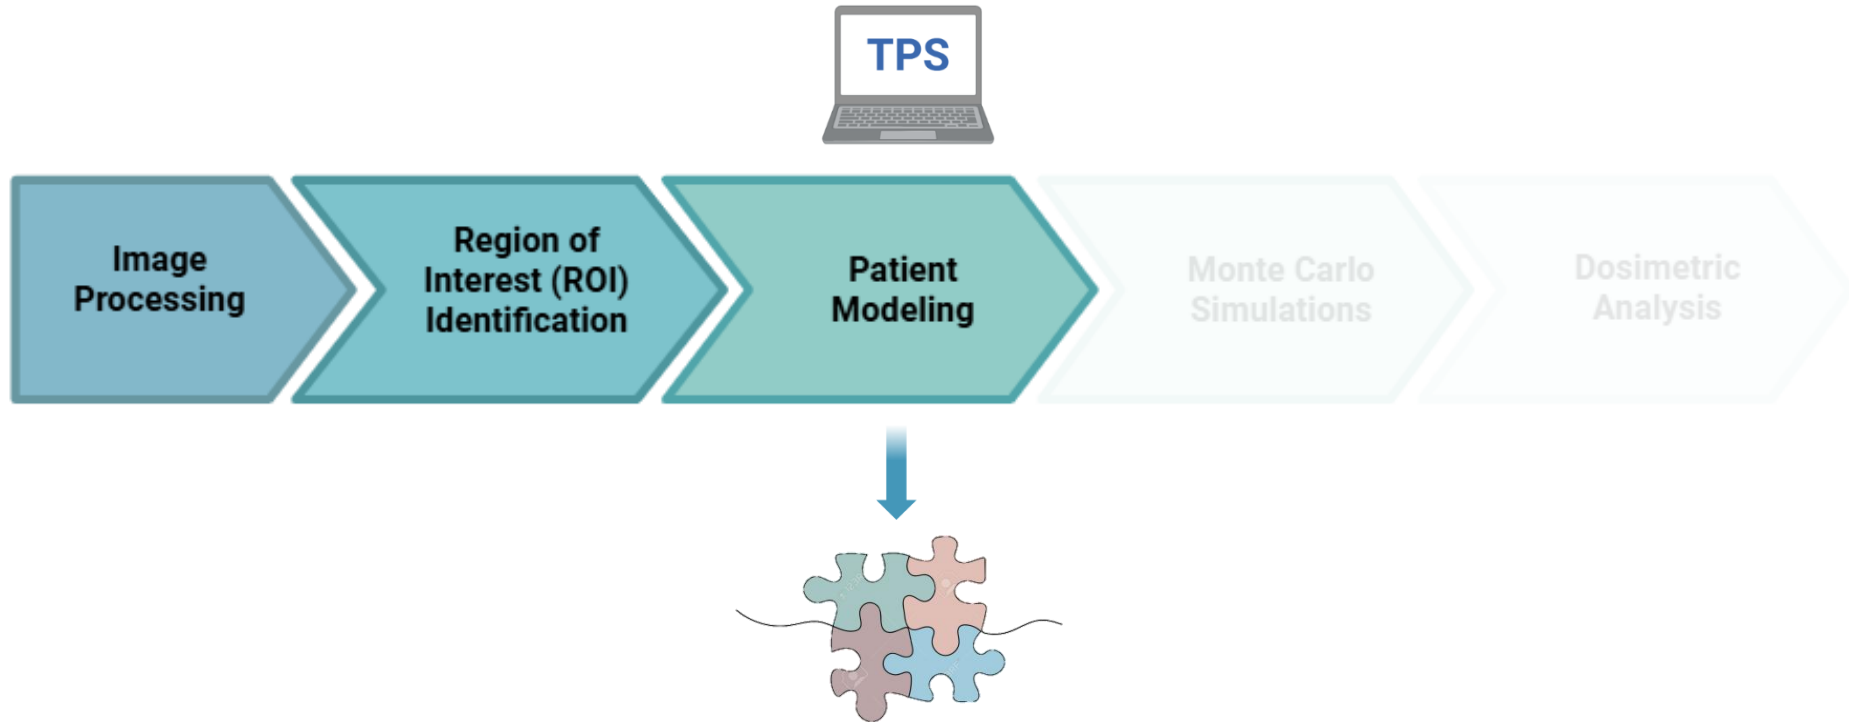 TPS
Image
Processing
Region of
Interest (ROI)
Identification
Patient
Modeling
Monte Carlo
Simulations
Dosimetric
Analysis